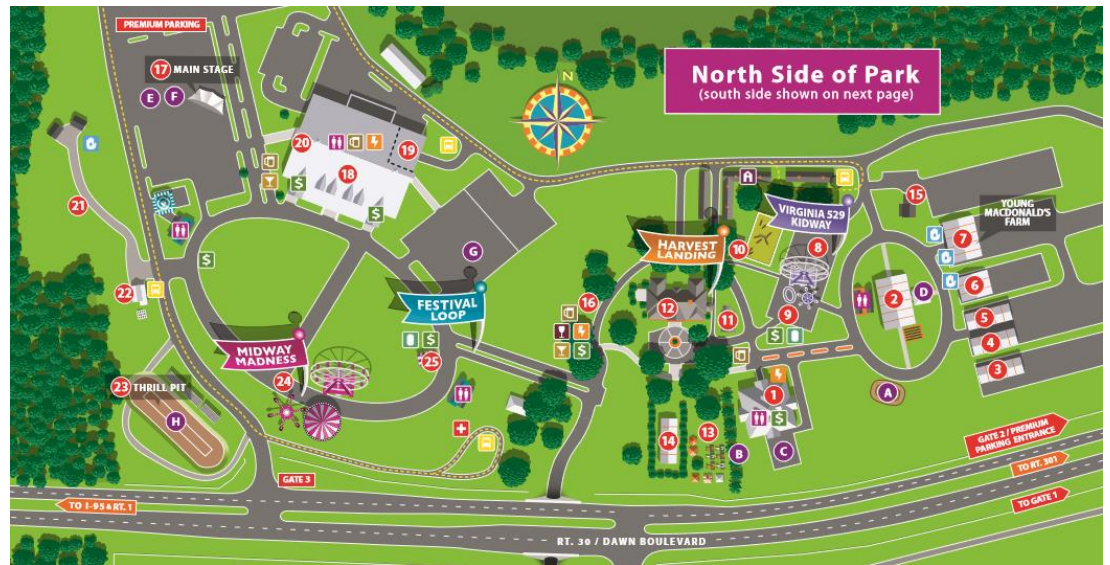 PREMIUM PARKING
17 MAIN STAGE
E F
N
North Side of Park
(south side shown on next page)
20
19
18
$
$
21
$
22
G
FESTIVAL
LOOP
$
25
MIDWAY
MADNESS
24
23 THRILL PIT
H
GATE 3
16
$
HARVEST
LANDING
10
VIRGINIA 529
KIDWAY
8
15
YOUNG
MACDONALD'S
FARM
7
6
D
2
5
4
3
9
$
11
12
1
$
A
13
14
B
C
GATE 2 / PREMIUM
PARKING ENTRANCE
TO RT. 301
TO GATE 1
TO I-95 & RT. 1
RT. 30 / DAWN BOULEVARD